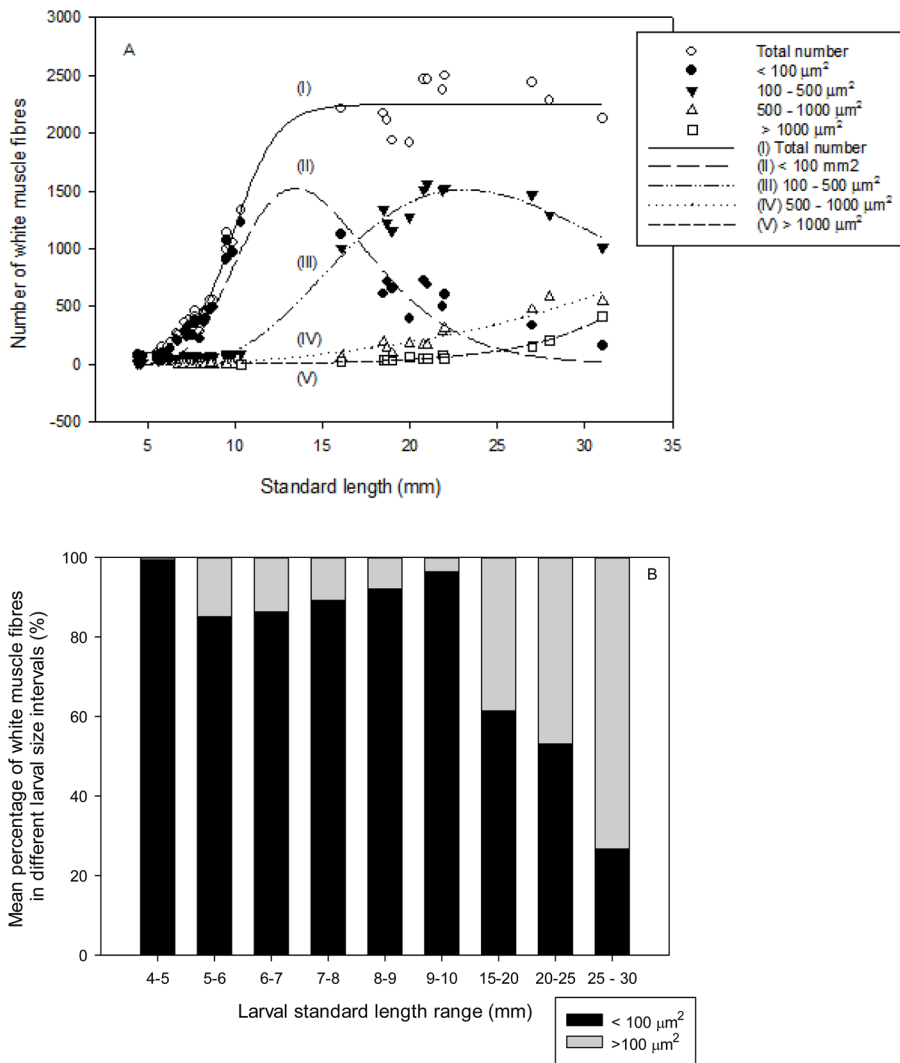 3000
2500
2000
1500
1000
500
0
-500
Number of white muscle fibres
A
(I)
(II)
(III)
(IV)
(V)
5
10
15
20
25
30
35
Standard length (mm)
Total number
< 100 µm²
100 - 500 µm²
500 - 1000 µm²
> 1000 µm²
(I) Total number
(II) < 100 mm2
(III) 100 - 500 µm²
(IV) 500 - 1000 µm²
(V) > 1000 µm²
100
80
60
40
20
0
Mean percentage of white muscle fibres
in different larval size intervals (%)
B
4-5
5-6
6-7
7-8
8-9
9-10
15-20
20-25
25 - 30
Larval standard length range (mm)
< 100 µm²
>100 µm²